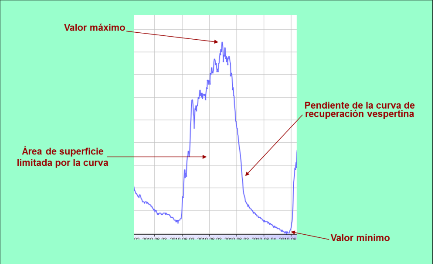 Valor máximo
Pendiente de la curva de
recuperación vespertina
Área de superficie
limitada por la curva
Valor mínimo